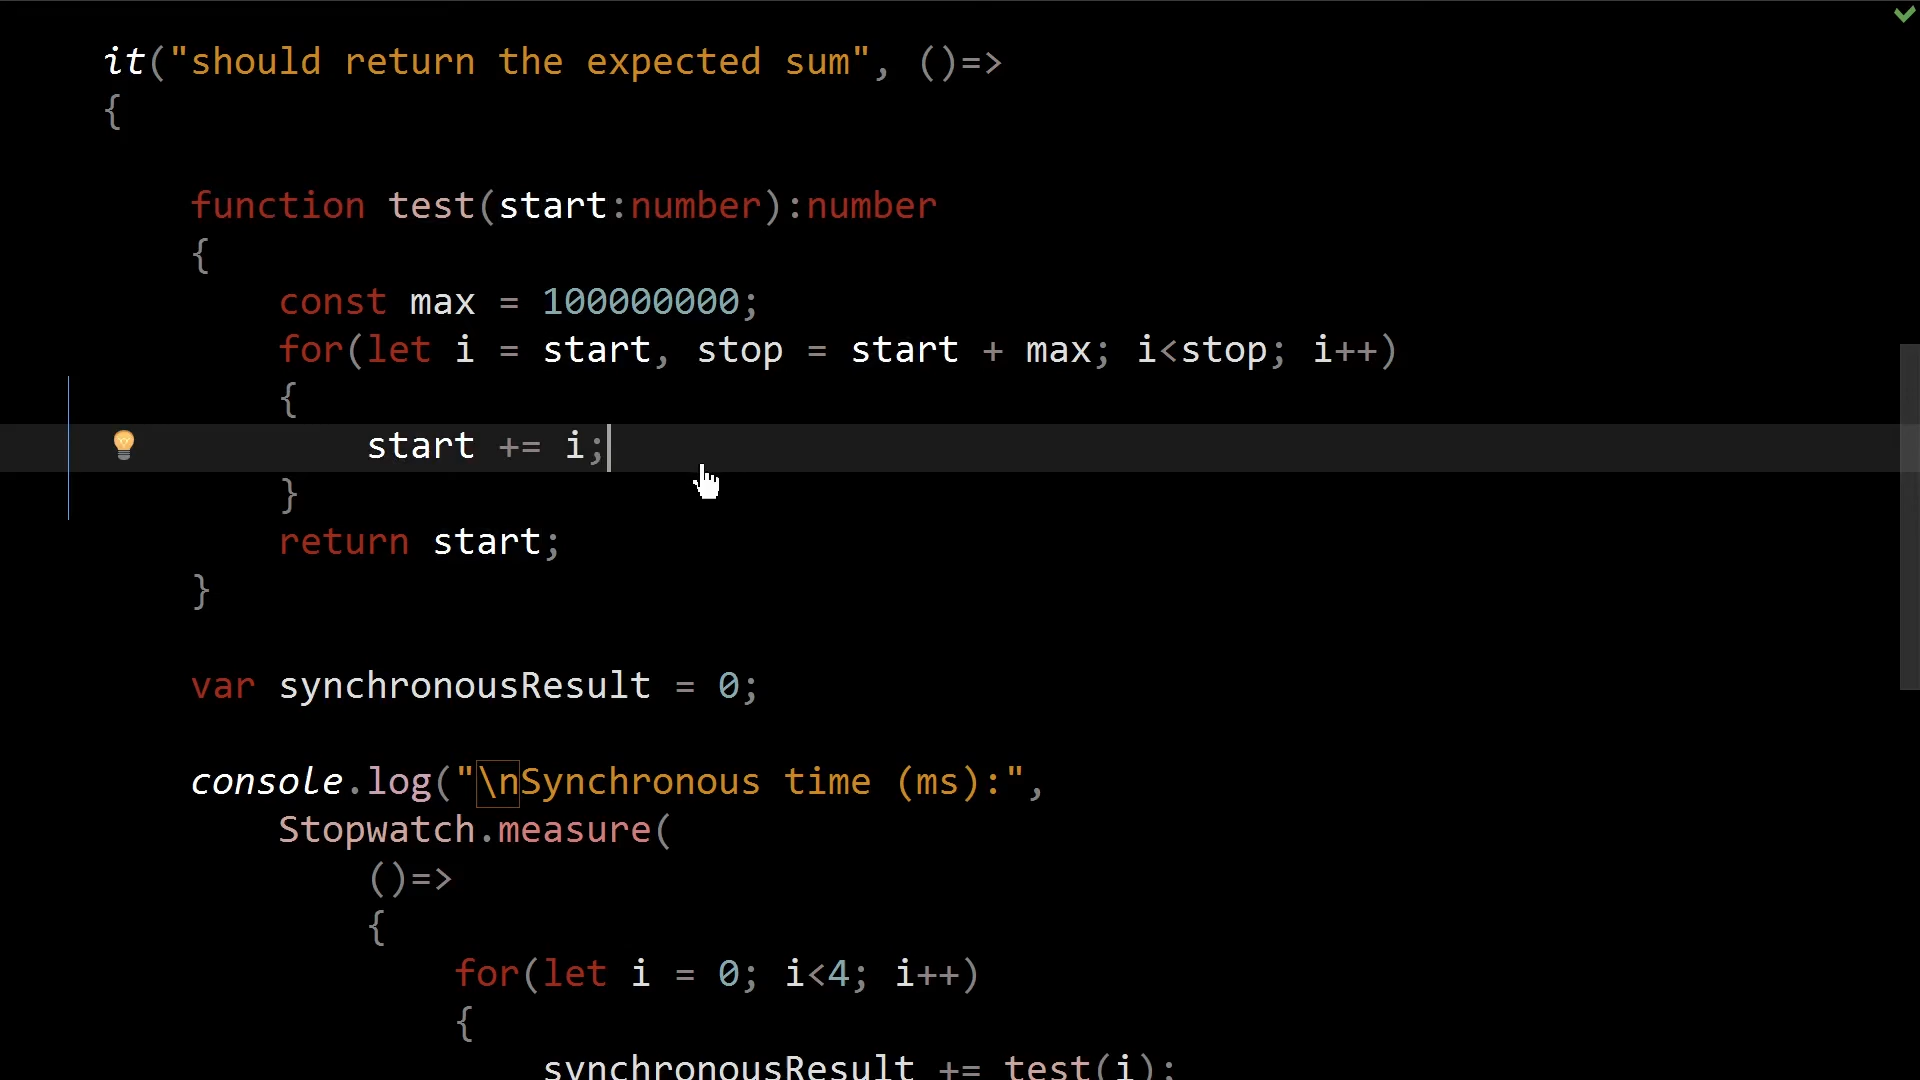 it("should return the expected sum", ()=>
{
function test(start:number):number
{
const max = 100000000;
for(let i = start, stop = start + max; i<stop; i++)
{
start += i;
}
return start;
}
var synchronousResult = 0;
console.log("\nSynchronous time (ms):",
Stopwatch.measure(
()=>
{
for(let i = 0; i<4; i++)
{
synchronousResult += test(i);